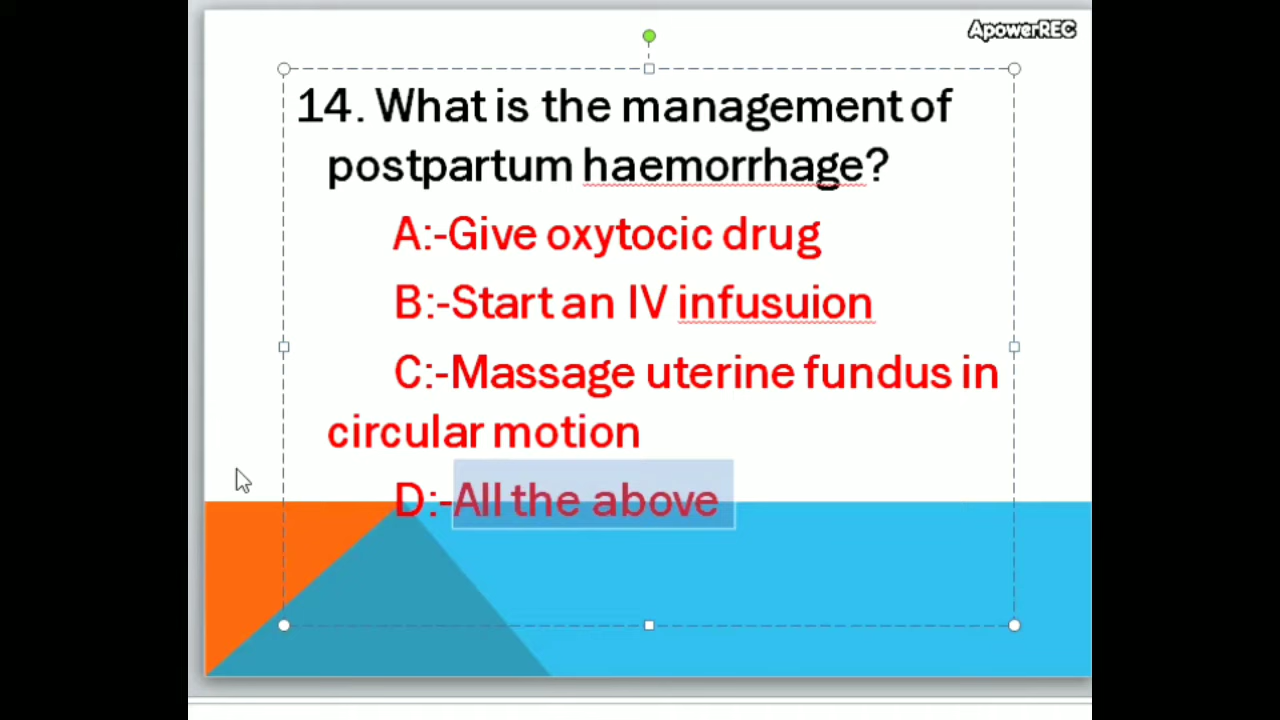 ApowerREC
14. What is the management of
postpartum haemorrhage?
A:-Give oxytocic drug
B:-Start an IV infusuion
C:-Massage uterine fundus in
circular motion
D:-All the above